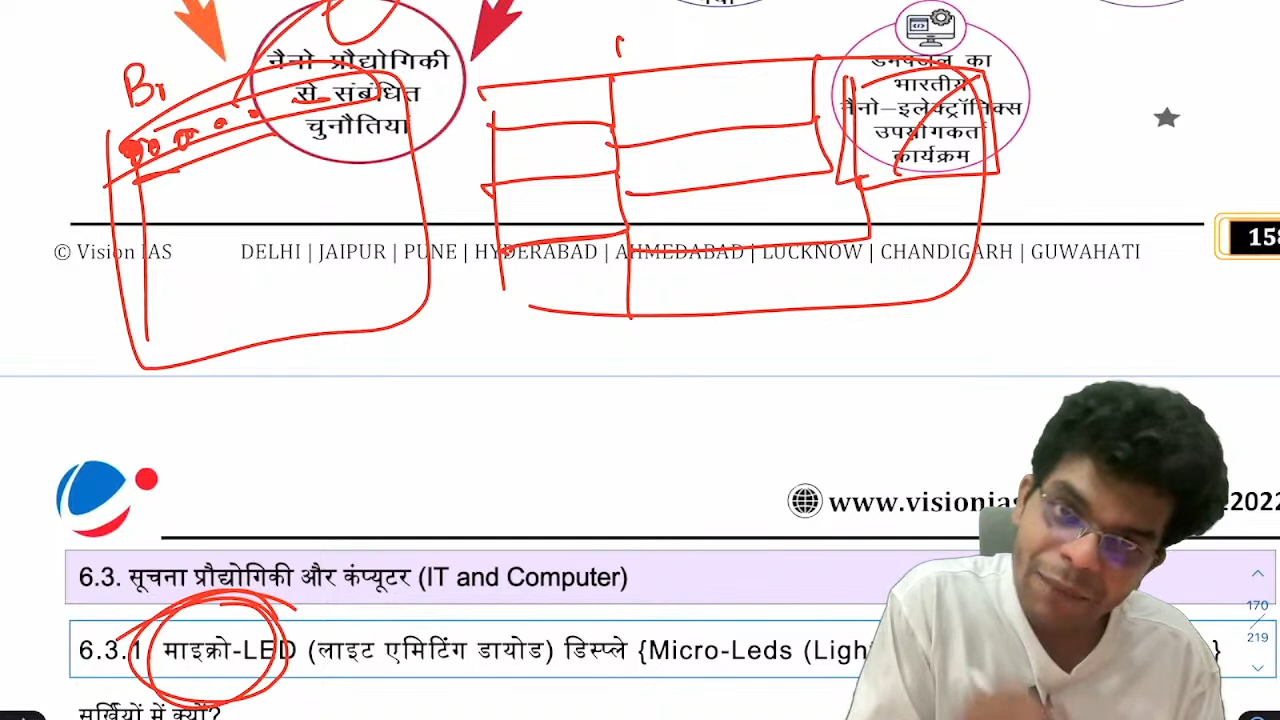 नैनो प्रौद्योगिकी
से संबंधित
चुनौतियां
का
भारतीय
नैनो–इलेक्ट्रॉनिक्स
उपयोगकर्ता
कार्यक्रम
© Vision IAS
DELHI | JAIPUR | PUNE | HYDERABAD | AHMEDABAD | LUCKNOW | CHANDIGARH | GUWAHATI
158
www.visionias
2022
6.3. सूचना प्रौद्योगिकी और कंप्यूटर (IT and Computer)
6.3.1 माइक्रो-LED (लाइट एमिटिंग डायोड) डिस्प्ले {Micro-Leds (Ligh
}
सुर्ख़ियों में क्यों?
170
219